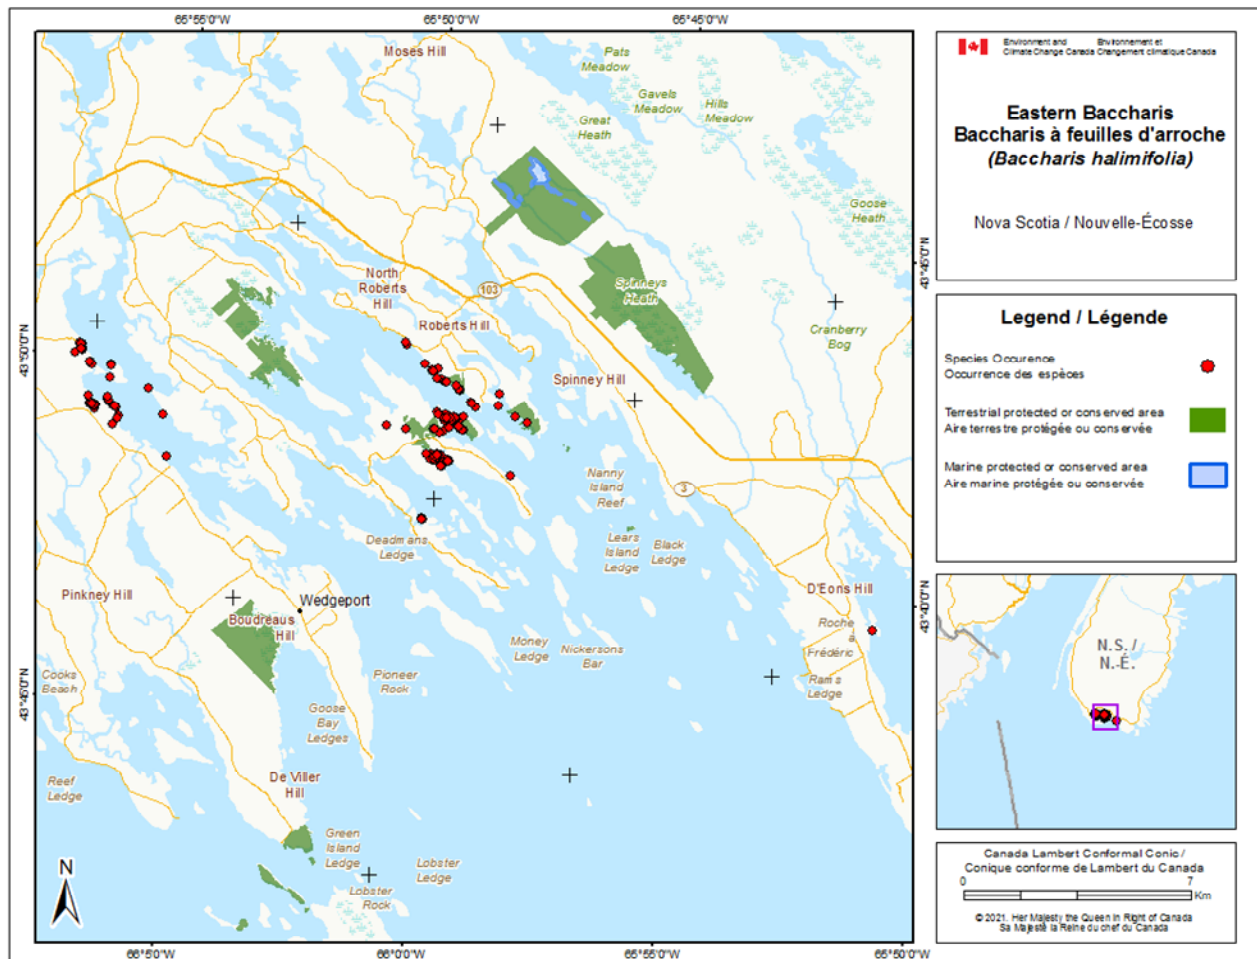 65°55'0"W
65°50'0"W
65°45'0"W
Moses Hill
Pats
Meadow
Gavels
Meadow
Hills
Meadow
Great
Heath
Goose
Heath
43°45'0"N
North
Roberts
Hill
103
Spinneys
Heath
Roberts Hill
Cranberry
Bog
43°50'0"N
Spinney Hill
Nanny
Island
Reef
3
Deadmans
Ledge
Lears
Island
Ledge
Black
Ledge
Pinkney Hill
Wedgeport
D'Eons Hill
43°40'0"N
Boudreaus
Hill
Roche
à
Frédéric
Money
Ledge
Nickersons
Bar
Cooks
Beach
Pioneer
Rock
Rams
Ledge
43°45'0"N
Goose
Bay
Ledges
Reef
Ledge
De Viller
Hill
Green
Island
Ledge
Lobster
Ledge
Lobster
Rock
N
66°5'0"W
66°0'0"W
65°55'0"W
65°50'0"W
Environment and Environnement et
Climate Change Canada Changement climatique Canada
Eastern Baccharis
Baccharis à feuilles d'arroche
(Baccharis halimifolia)
Nova Scotia / Nouvelle-Écosse
Legend / Légende
Species Occurence
Occurrence des espèces
Terrestrial protected or conserved area
Aire terrestre protégée ou conservée
Marine protected or conserved area
Aire marine protégée ou conservée
N.S. /
N.-É.
Canada Lambert Conformal Conic /
Conique conforme de Lambert du Canada
0 7
Km
© 2021. Her Majesty the Queen in Right of Canada
Sa Majesté la Reine du chef du Canada